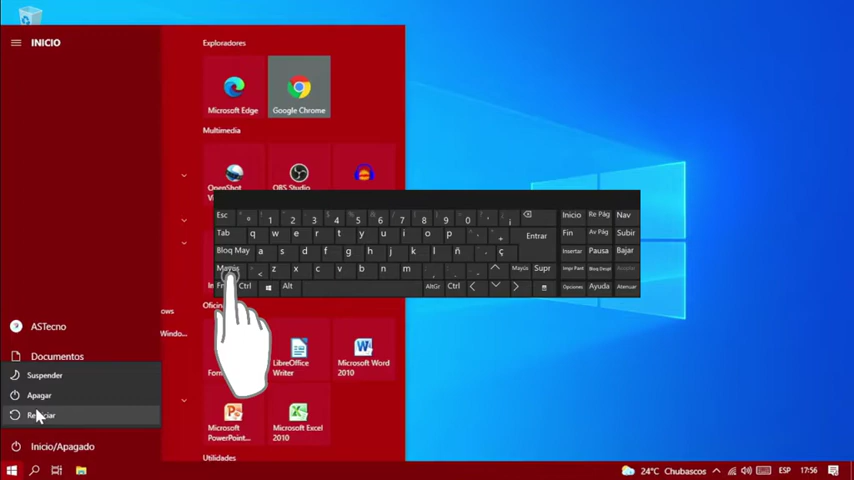 INICIO
Exploradores
Microsoft Edge
Google Chrome
Multimedia
OpenShot
OBS Studio
Esc
1 2 3 4 5 6 7 8 9 0 ' ¡
Inicio Re Pág Nav
Tab q w e r t y u i o p ` +
Entrar
Fin Av Pág Subir
Bloq May a s d f g h j k l ñ ç
Insertar Pausa Bajar
Mayús < z x c v b n m
Mayús Supr
Impr Pant Bloq Despl Acoplar
Fn Ctrl Alt
AltGr Ctrl
Opciones Ayuda Atenuar
ASTecno
Documentos
Suspender
Apagar
Inicio/Apagado
Windo...
LibreOffice
Writer
Microsoft Word
2010
Microsoft
PowerPoint...
Microsoft Excel
2010
Utilidades
24°C Chubascos
ESP
17:56